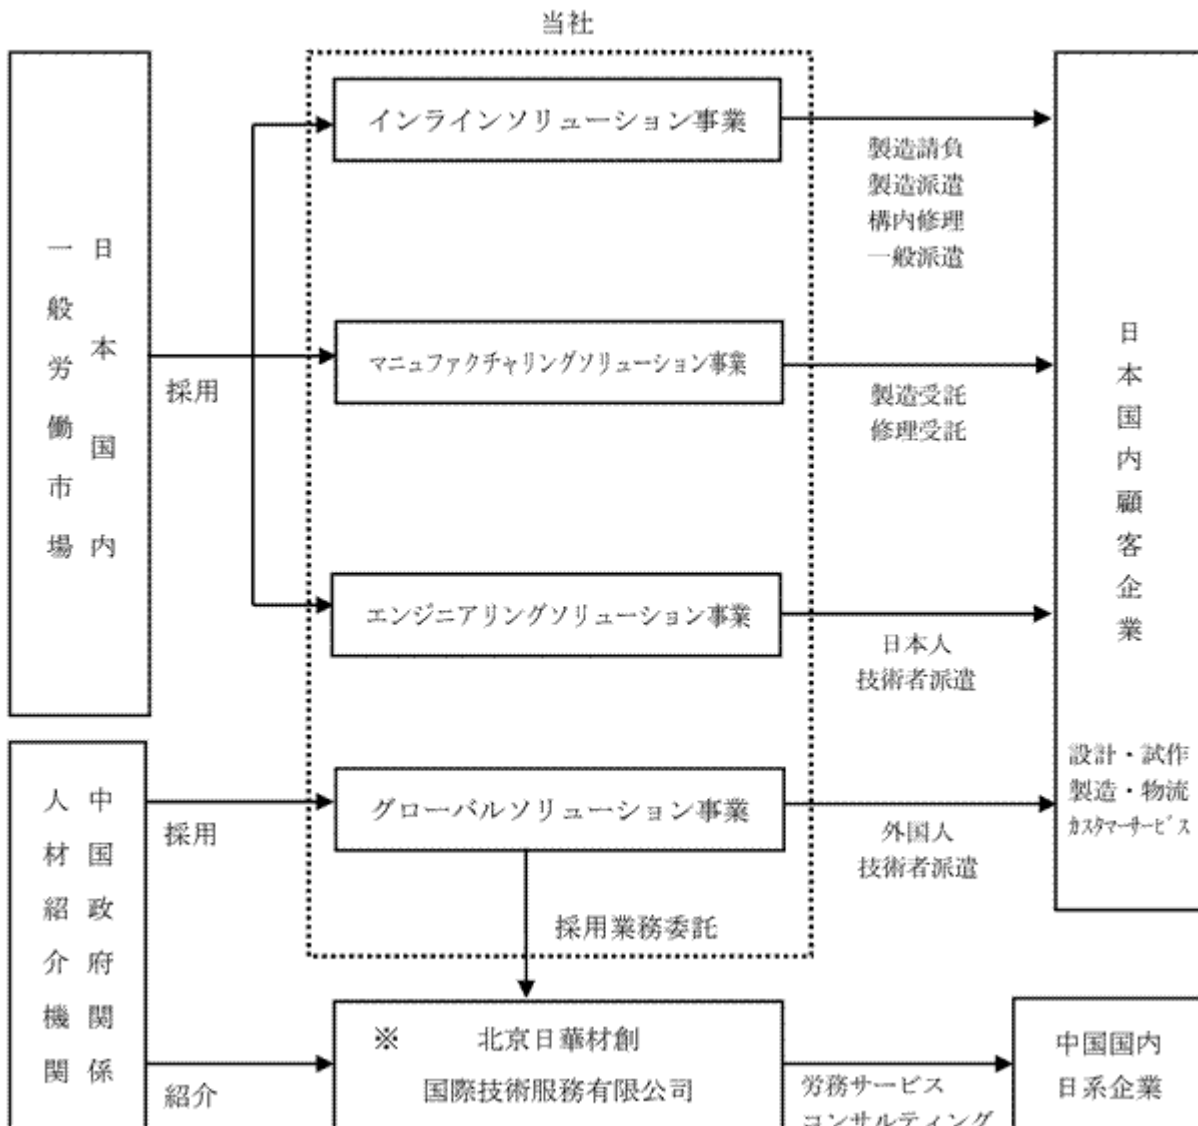 当社
日本国内
一般労働市場
採用
インラインソリューション事業
製造請負
製造派遣
構内修理
一般派遣
マニュファクチャリングソリューション事業
製造受託
修理受託
エンジニアリングソリューション事業
日本人
技術者派遣
日本国内顧客企業
設計・試作
製造・物流
カスタマーサービス
中国政府関係
人材紹介機関
採用
グローバルソリューション事業
外国人
技術者派遣
採用業務委託
紹介
※ 北京日華材創
国際技術服務有限公司
労務サービス
コンサルティング
中国国内
日系企業